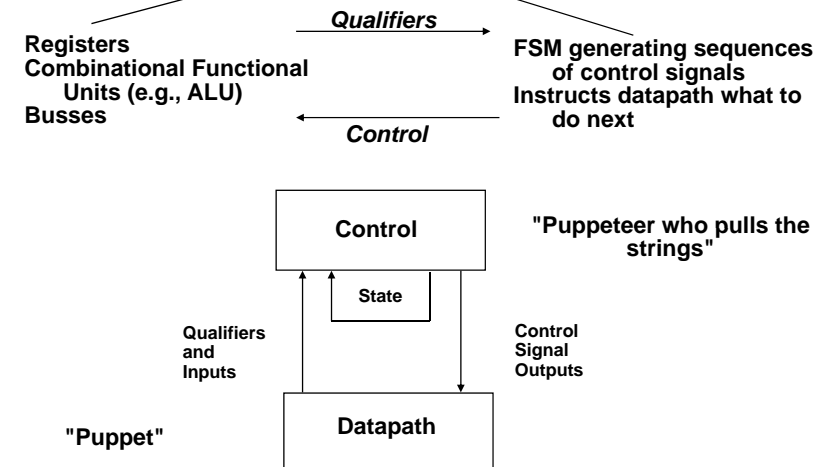 Qualifiers
Registers
Combinational Functional
Units (e.g., ALU)
Busses
FSM generating sequences
of control signals
Instructs datapath what to
do next
Control
Control
"Puppeteer who pulls the
strings"
State
Qualifiers
and
Inputs
Control
Signal
Outputs
"Puppet"
Datapath